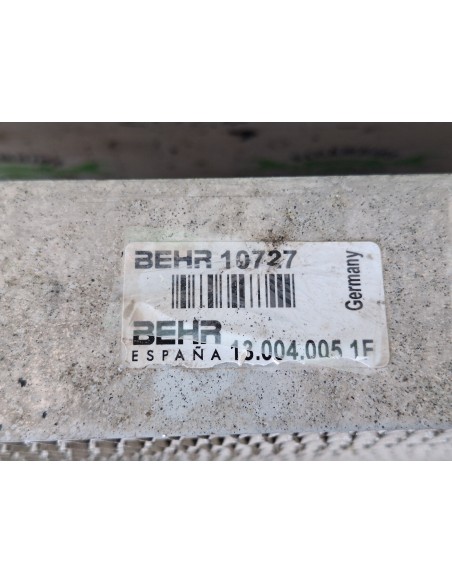 BEHR 10727
Germany
BEHR
ESPAÑA 13.004.005.1F